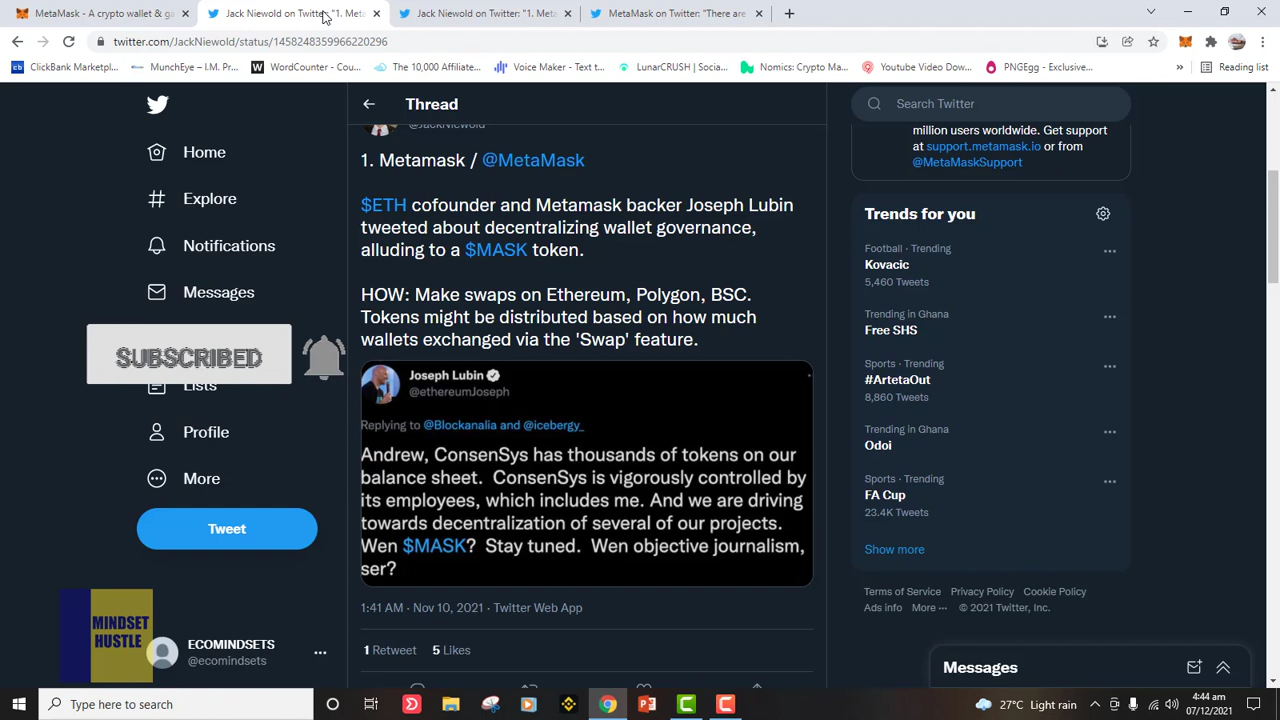 MetaMask - A crypto wallet & ga
Jack Niewold on Twitter: "1. Meta
Jack Niewold on Twitter: "1. Meta
MetaMask on Twitter: "There are
twitter.com/JackNiewold/status/1458248359966220296
ClickBank Marketpl...
MunchEye – I.M. Pr...
WordCounter - Cou...
The 10,000 Affiliate...
Voice Maker - Text t...
LunarCRUSH | Socia...
Nomics: Crypto Ma...
Youtube Video Dow...
PNGEgg - Exclusive...
Reading list
Thread
Search Twitter
@JackNiewold
1. Metamask / @MetaMask
$ETH cofounder and Metamask backer Joseph Lubin
tweeted about decentralizing wallet governance,
alluding to a $MASK token.
HOW: Make swaps on Ethereum, Polygon, BSC.
Tokens might be distributed based on how much
wallets exchanged via the 'Swap' feature.
Joseph Lubin
@ethereumJoseph
Replying to @Blockanalia and @icebergy_
Andrew, ConsenSys has thousands of tokens on our
balance sheet. ConsenSys is vigorously controlled by
its employees, which includes me. And we are driving
towards decentralization of several of our projects.
Wen $MASK? Stay tuned. Wen objective journalism,
ser?
1:41 AM · Nov 10, 2021 · Twitter Web App
1 Retweet 5 Likes
Home
Explore
Notifications
Messages
SUBSCRIBED
Lists
Profile
More
Tweet
MINDSET
HUSTLE
ECOMINDSETS
@ecomindsets
million users worldwide. Get support
at support.metamask.io or from
@MetaMaskSupport
Trends for you
Football · Trending
Kovacic
5,460 Tweets
Trending in Ghana
Free SHS
Sports · Trending
#ArtetaOut
8,860 Tweets
Trending in Ghana
Odoi
Sports · Trending
FA Cup
23.4K Tweets
Show more
Terms of Service Privacy Policy Cookie Policy
Ads info More ··· © 2021 Twitter, Inc.
Messages
Type here to search
27°C Light rain
4:44 am
07/12/2021